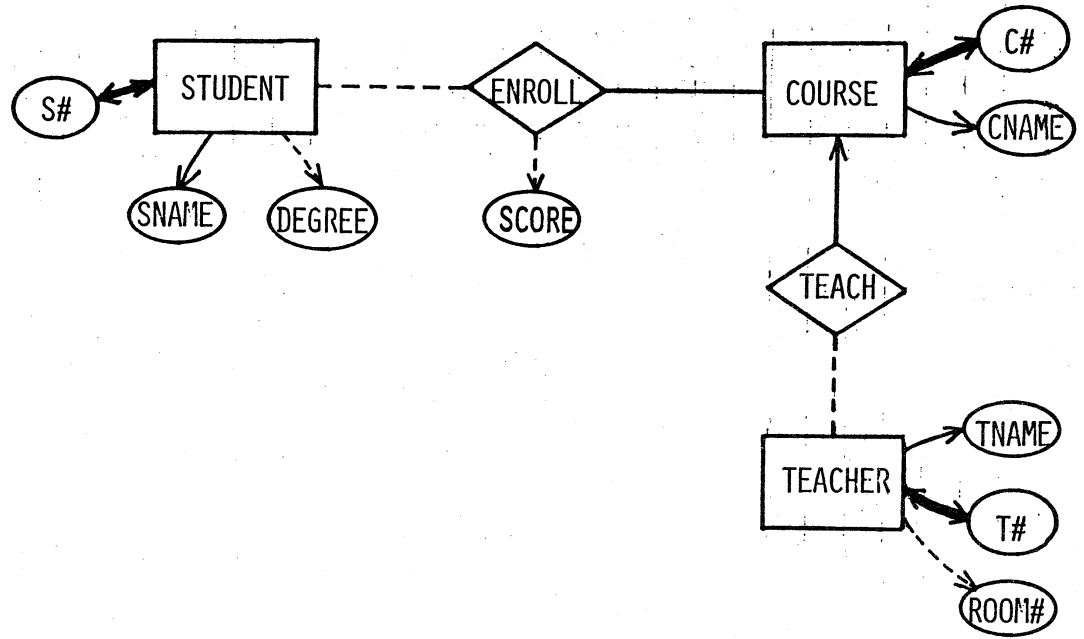 S#
STUDENT
ENROLL
COURSE
C#
CNAME
SNAME
DEGREE
SCORE
TEACH
TEACHER
TNAME
T#
ROOM#